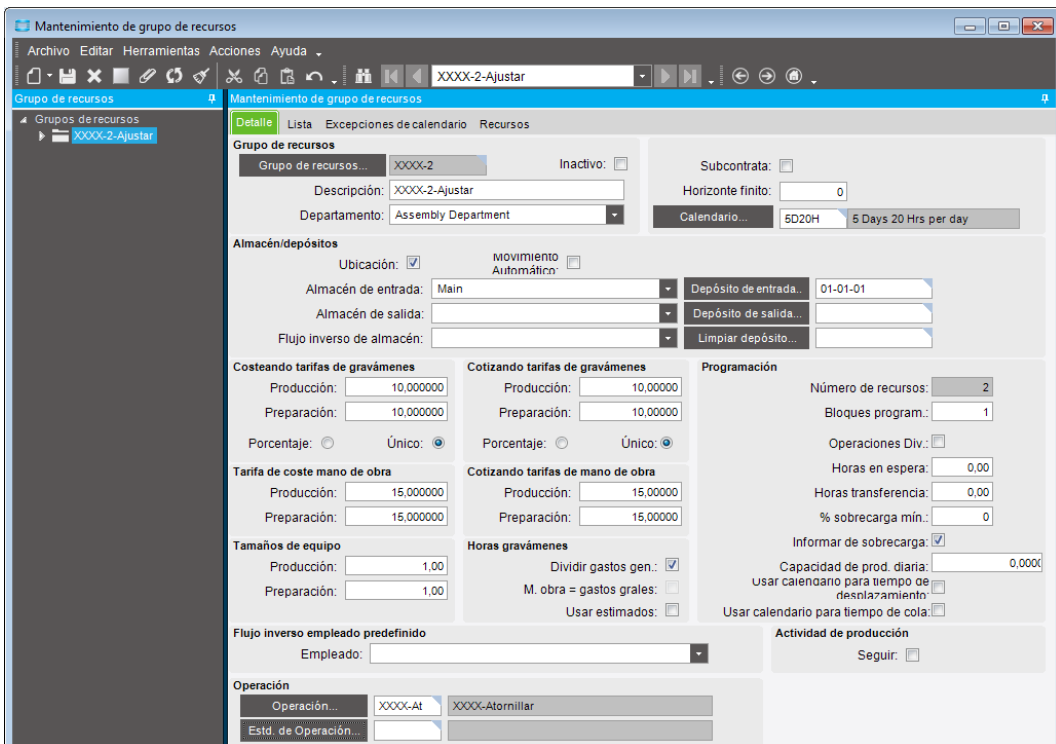 Mantenimiento de grupo de recursos
Archivo Editar Herramientas Acciones Ayuda
XXXX-2-Ajustar
Grupo de recursos
Mantenimiento de grupo de recursos
Grupos de recursos
XXXX-2-Ajustar
Detalle Lista Excepciones de calendario Recursos
Grupo de recursos
Grupo de recursos... XXXX-2 Inactivo: Subcontrata:
Descripción: XXXX-2-Ajustar Horizonte finito: 0
Departamento: Assembly Department Calendario... 5D20H 5 Days 20 Hrs per day
Almacén/depósitos
Ubicación: Movimiento Automático:
Almacén de entrada: Main Depósito de entrada.. 01-01-01
Almacén de salida: Depósito de salida...
Flujo inverso de almacén: Limpiar depósito...
Costeando tarifas de gravámenes Cotizando tarifas de gravámenes Programación
Producción: 10,000000 Producción: 10,00000 Número de recursos: 2
Preparación: 10,000000 Preparación: 10,00000 Bloques program.: 1
Porcentaje: Único: Porcentaje: Único: Operaciones Div.:
Tarifa de coste mano de obra Cotizando tarifas de mano de obra Horas en espera: 0,00
Producción: 15,000000 Producción: 15,00000 Horas transferencia: 0,00
Preparación: 15,000000 Preparación: 15,00000 % sobrecarga mín.: 0
Tamaños de equipo Horas gravámenes Informar de sobrecarga:
Producción: 1,00 Dividir gastos gen.: Capacidad de prod. diaria: 0,0000
Preparación: 1,00 M. obra = gastos grales: Usar calendario para tiempo de desplazamiento:
Usar estimados: Usar calendario para tiempo de cola:
Flujo inverso empleado predefinido Actividad de producción
Empleado: Seguir:
Operación
Operación... XXXX-At XXXX-Atornillar
Estd. de Operación...